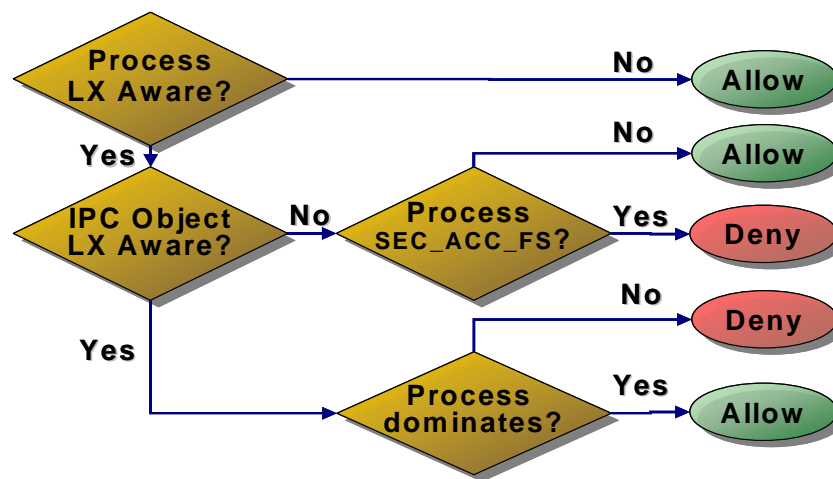 Process
LX Aware?
No
Allow
Yes
No
Allow
IPC Object
LX Aware?
No
Process
SEC_ACC_FS?
Yes
Deny
Yes
No
Deny
Process
dominates?
Yes
Allow